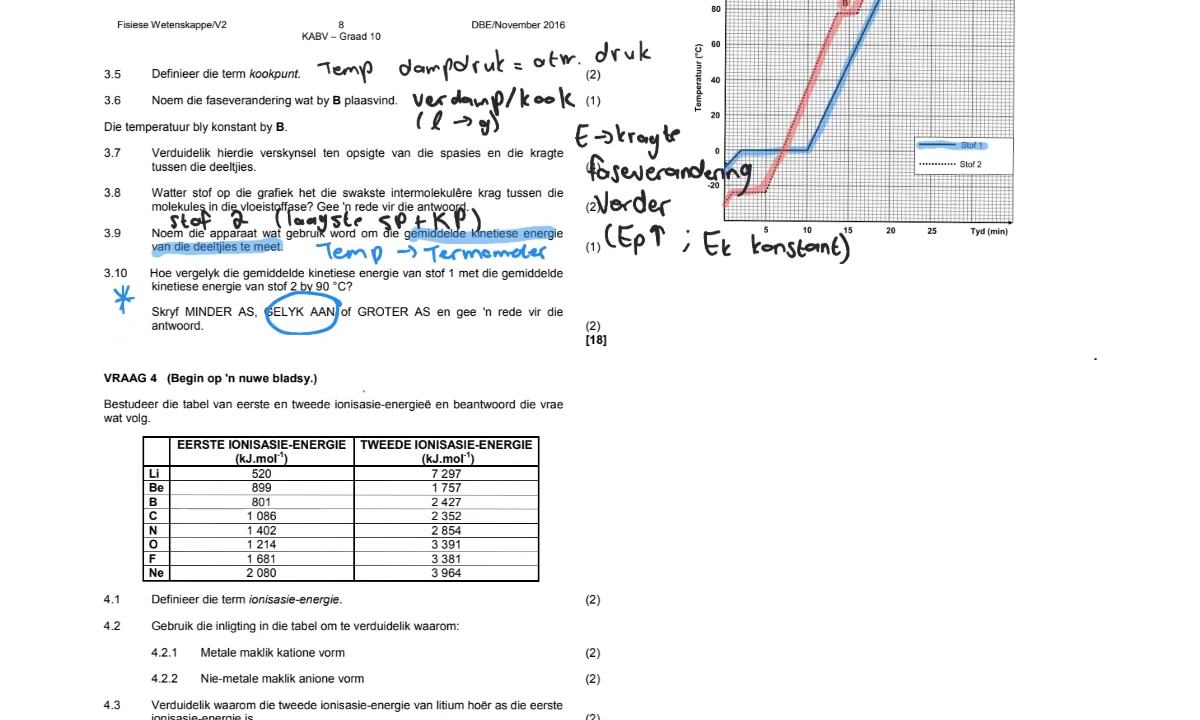 Fisiese Wetenskappe/V2 8 DBE/November 2016
KABV – Graad 10
3.5 Definieer die term kookpunt. (2)
Temp dampdruk = atm. druk
3.6 Noem die faseverandering wat by B plaasvind. (1)
verdamp/kook
(l → g)
Die temperatuur bly konstant by B.
3.7 Verduidelik hierdie verskynsel ten opsigte van die spasies en die kragte
tussen die deeltjies.
E → kragte
faseverandering
Verder
(Ep↑ ; Ek konstant)
3.8 Watter stof op die grafiek het die swakste intermolekulêre krag tussen die
molekules in die vloeistoffase? Gee 'n rede vir die antwoord. (2)
stof 2 (laagste SP + KP)
3.9 Noem die apparaat wat gebruik word om die gemiddelde kinetiese energie
van die deeltjies te meet. (1)
Temp → Termometer
3.10 Hoe vergelyk die gemiddelde kinetiese energie van stof 1 met die gemiddelde
kinetiese energie van stof 2 by 90 °C?
Skryf MINDER AS, GELYK AAN of GROTER AS en gee 'n rede vir die
antwoord. (2)
[18]
80
60
40
20
0
-20
Temperatuur (°C)
B
Stof 1
Stof 2
5 10 15 20 25 Tyd (min)
VRAAG 4 (Begin op 'n nuwe bladsy.)
Bestudeer die tabel van eerste en tweede ionisasie-energieë en beantwoord die vrae
wat volg.
EERSTE IONISASIE-ENERGIE TWEEDE IONISASIE-ENERGIE
(kJ.mol⁻¹) (kJ.mol⁻¹)
Li 520 7 297
Be 899 1 757
B 801 2 427
C 1 086 2 352
N 1 402 2 854
O 1 214 3 391
F 1 681 3 381
Ne 2 080 3 964
4.1 Definieer die term ionisasie-energie. (2)
4.2 Gebruik die inligting in die tabel om te verduidelik waarom:
4.2.1 Metale maklik katione vorm (2)
4.2.2 Nie-metale maklik anione vorm (2)
4.3 Verduidelik waarom die tweede ionisasie-energie van litium hoër as die eerste
ionisasie-energie is. (2)